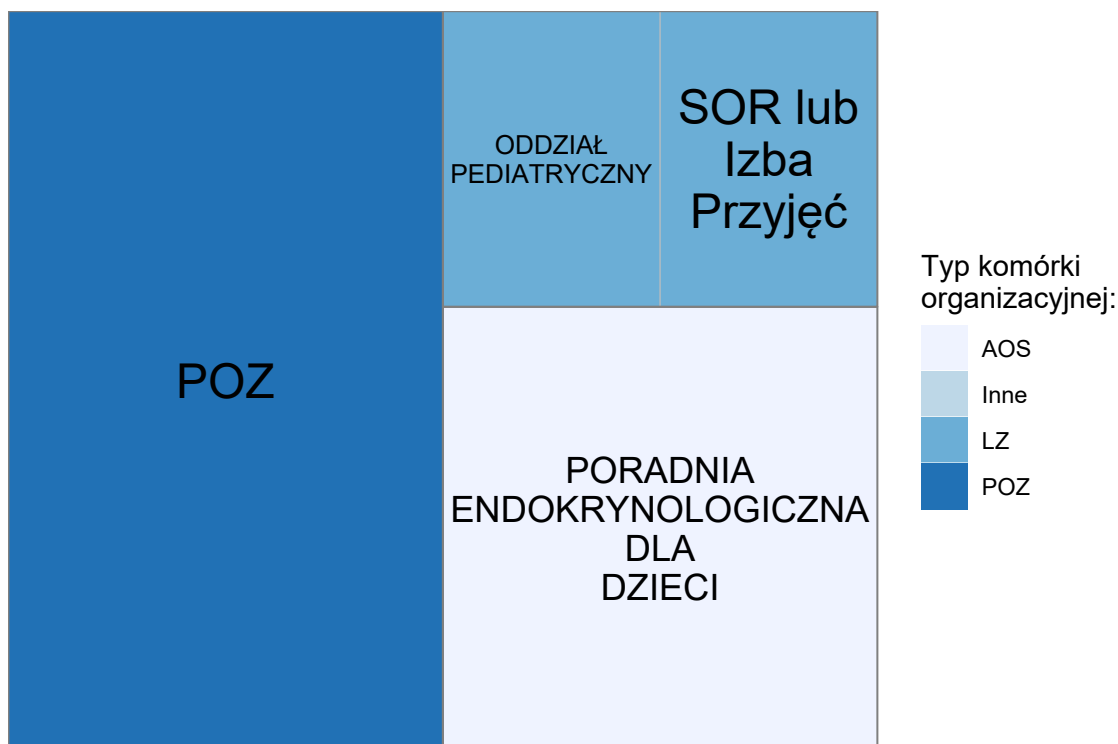 POZ
ODDZIAŁ
PEDIATRYCZNY
SOR lub
Izba
Przyjęć
PORADNIA
ENDOKRYNOLOGICZNA
DLA
DZIECI
Typ komórki
organizacyjnej:
AOS
Inne
LZ
POZ